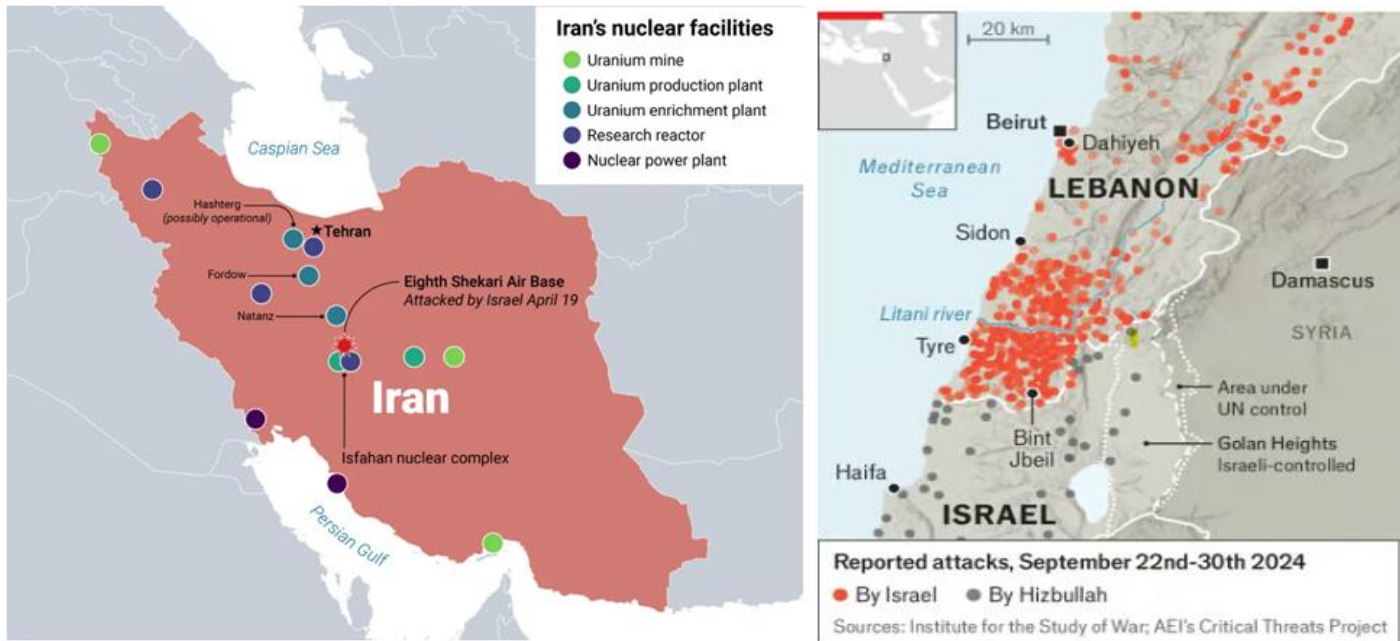 Iran's nuclear facilities
Uranium mine
Uranium production plant
Uranium enrichment plant
Research reactor
Nuclear power plant
Caspian Sea
Hashterg
(possibly operational)
Tehran
Fordow
Eighth Shekari Air Base
Attacked by Israel April 19
Natanz
Iran
Isfahan nuclear complex
Persian Gulf
20 km
Beirut
Dahiyeh
Mediterranean
Sea
LEBANON
Sidon
Damascus
Litani river
SYRIA
Tyre
Area under
UN control
Bint
Jbeil
Golan Heights
Israeli-controlled
Haifa
ISRAEL
Reported attacks, September 22nd-30th 2024
By Israel
By Hizbullah
Sources: Institute for the Study of War; AEI's Critical Threats Project